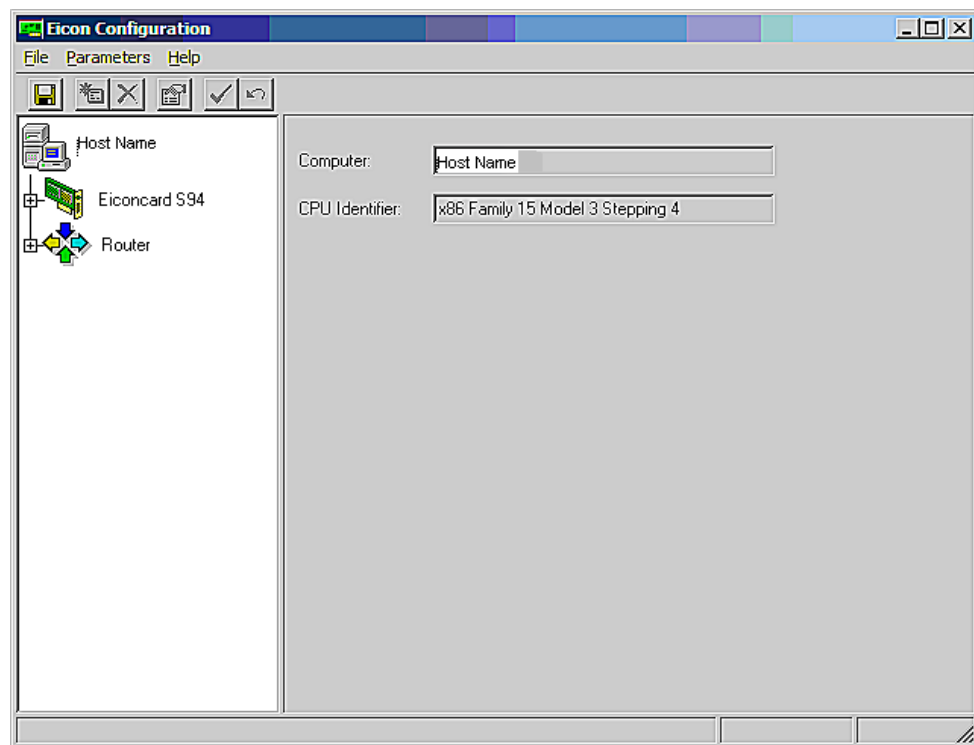 Eicon Configuration
File Parameters Help
Host Name
Eiconcard S94
Router
Computer: Host Name
CPU Identifier: x86 Family 15 Model 3 Stepping 4